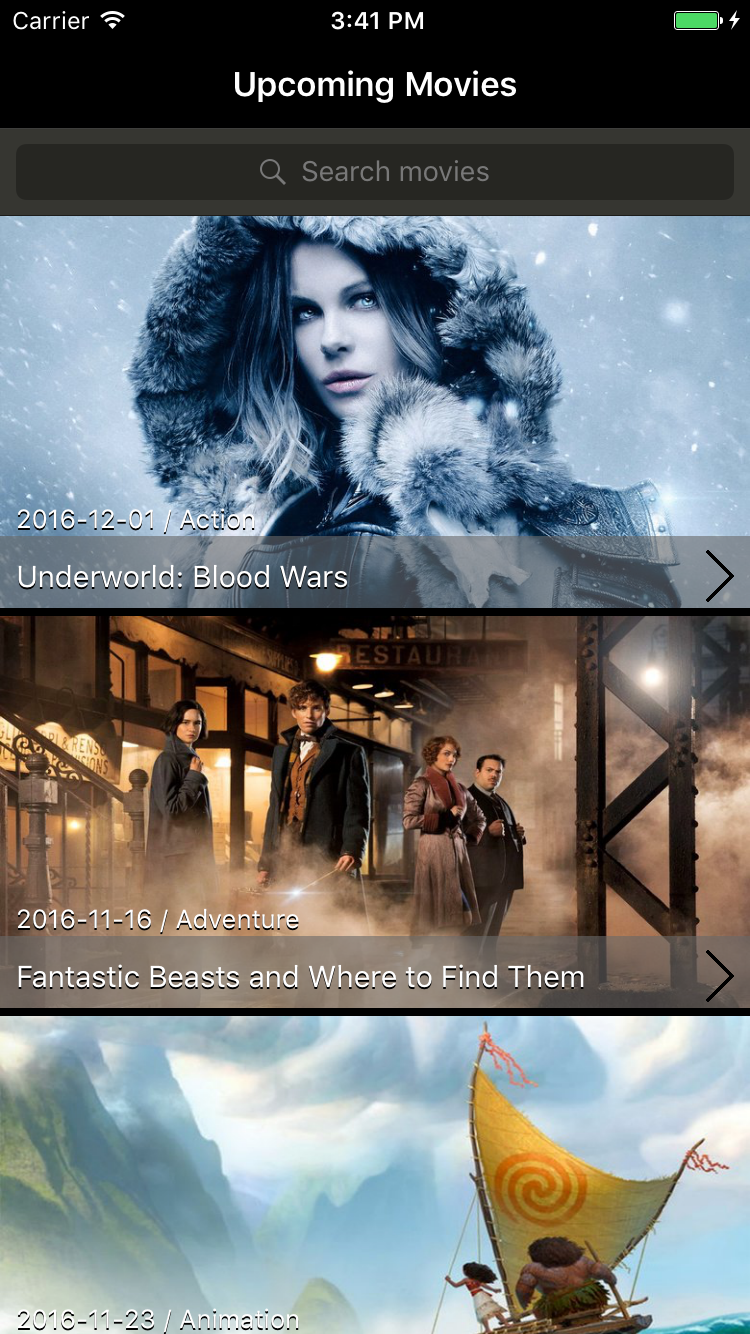 Carrier 3:41 PM
Upcoming Movies
Search movies
2016-12-01 / Action
Underworld: Blood Wars
RESTAURANT
2016-11-16 / Adventure
Fantastic Beasts and Where to Find Them
2016-11-23 / Animation